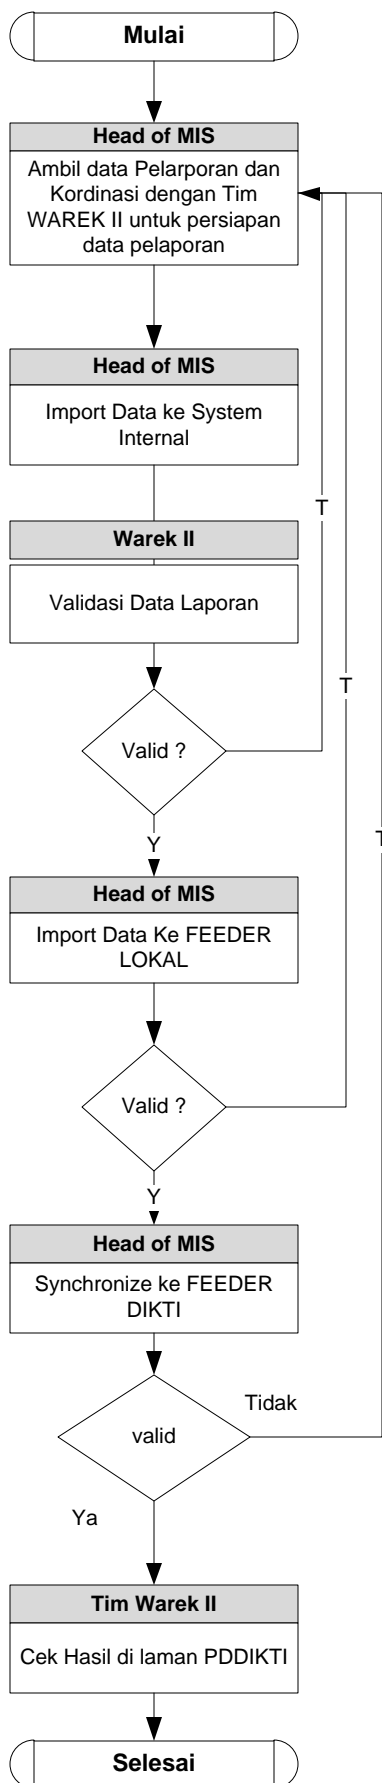 Mulai
Head of MIS
Ambil data Pelarporan dan
Kordinasi dengan Tim
WAREK II untuk persiapan
data pelaporan
Head of MIS
Import Data ke System
Internal
T
Warek II
Validasi Data Laporan
T
Valid ?
T
Y
Head of MIS
Import Data Ke FEEDER
LOKAL
Valid ?
Y
Head of MIS
Synchronize ke FEEDER
DIKTI
Tidak
valid
Ya
Tim Warek II
Cek Hasil di laman PDDIKTI
Selesai